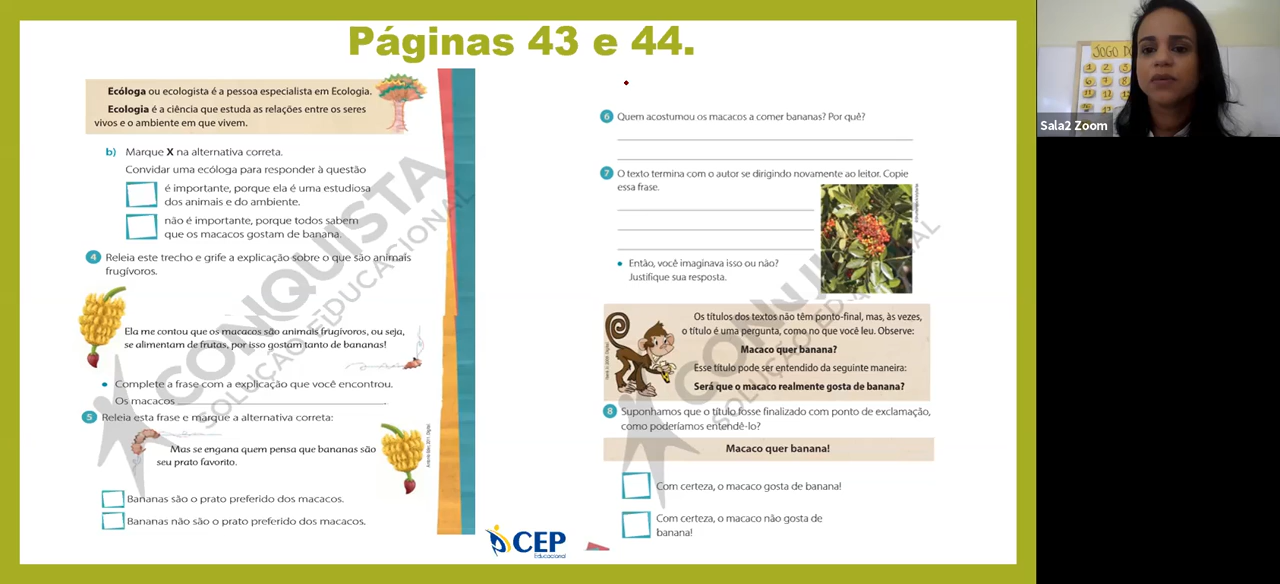 Páginas 43 e 44.
Ecóloga ou ecologista é a pessoa especialista em Ecologia.
Ecologia é a ciência que estuda as relações entre os seres
vivos e o ambiente em que vivem.
b) Marque X na alternativa correta.
Convidar uma ecóloga para responder à questão
é importante, porque ela é uma estudiosa
dos animais e do ambiente.
não é importante, porque todos sabem
que os macacos gostam de banana.
4 Releia este trecho e grife a explicação sobre o que são animais
frugívoros.
Ela me contou que os macacos são animais frugívoros, ou seja,
se alimentam de frutas, por isso gostam tanto de bananas!
• Complete a frase com a explicação que você encontrou.
Os macacos
5 Releia esta frase e marque a alternativa correta:
Mas se engana quem pensa que bananas são
seu prato favorito.
Bananas são o prato preferido dos macacos.
Bananas não são o prato preferido dos macacos.
6 Quem acostumou os macacos a comer bananas? Por quê?
7 O texto termina com o autor se dirigindo novamente ao leitor. Copie
essa frase.
• Então, você imaginava isso ou não?
Justifique sua resposta.
Os títulos dos textos não têm ponto-final, mas, às vezes,
o título é uma pergunta, como no que você leu. Observe:
Macaco quer banana?
Esse título pode ser entendido da seguinte maneira:
Será que o macaco realmente gosta de banana?
8 Suponhamos que o título fosse finalizado com ponto de exclamação,
como poderíamos entendê-lo?
Macaco quer banana!
Com certeza, o macaco gosta de banana!
Com certeza, o macaco não gosta de
banana!
CONQUISTA
SOLUÇÃO EDUCACIONAL
CEP
Educacional
JOGO
Sala2 Zoom